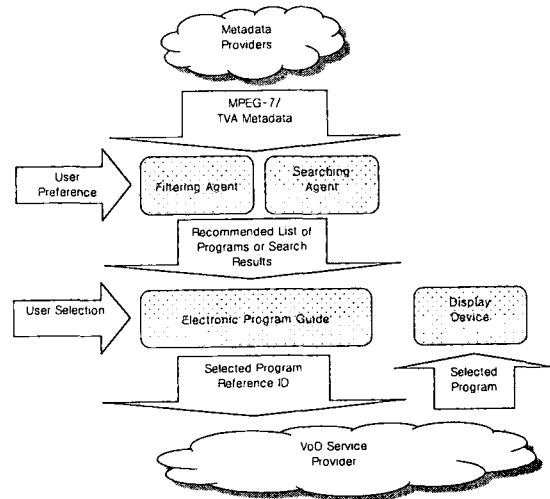 Metadata
Providers
MPEG-7/
TVA Metadata
User
Preference
Filtering Agent
Searching
Agent
Recommended List of
Programs or Search
Results
User Selection
Electronic Program Guide
Display
Device
Selected Program
Reference ID
Selected
Program
VoD Service
Provider